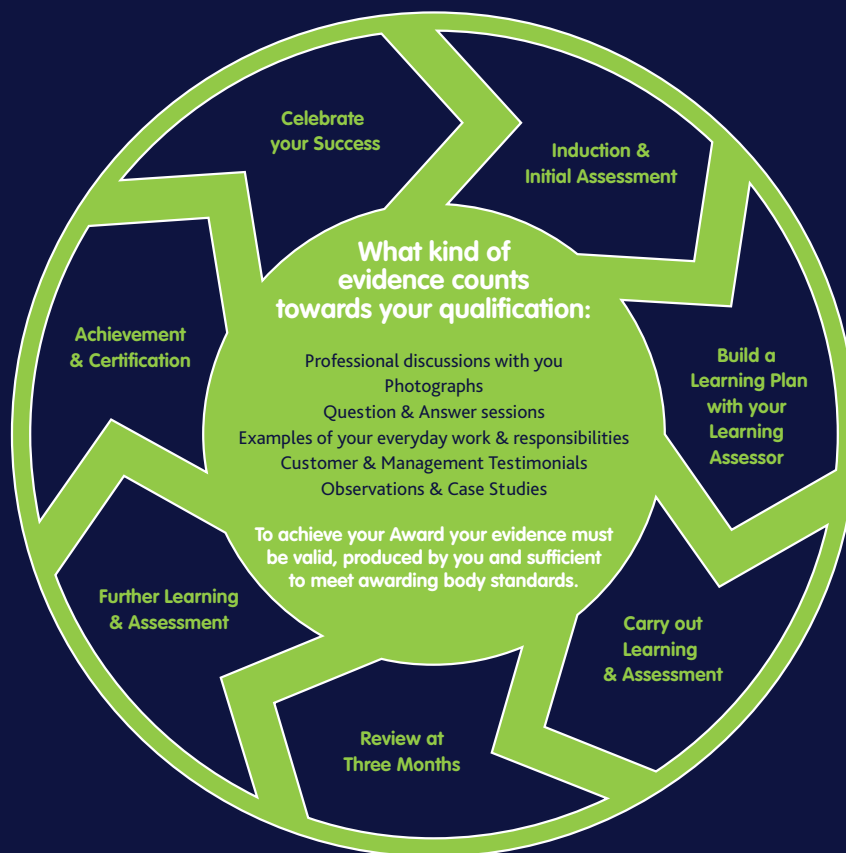 Celebrate
your Success
Induction &
Initial Assessment
What kind of
evidence counts
towards your qualification:
Professional discussions with you
Photographs
Question & Answer sessions
Examples of your everyday work & responsibilities
Customer & Management Testimonials
Observations & Case Studies
To achieve your Award your evidence must
be valid, produced by you and sufficient
to meet awarding body standards.
Build a
Learning Plan
with your
Learning
Assessor
Carry out
Learning
& Assessment
Review at
Three Months
Further Learning
& Assessment
Achievement
& Certification